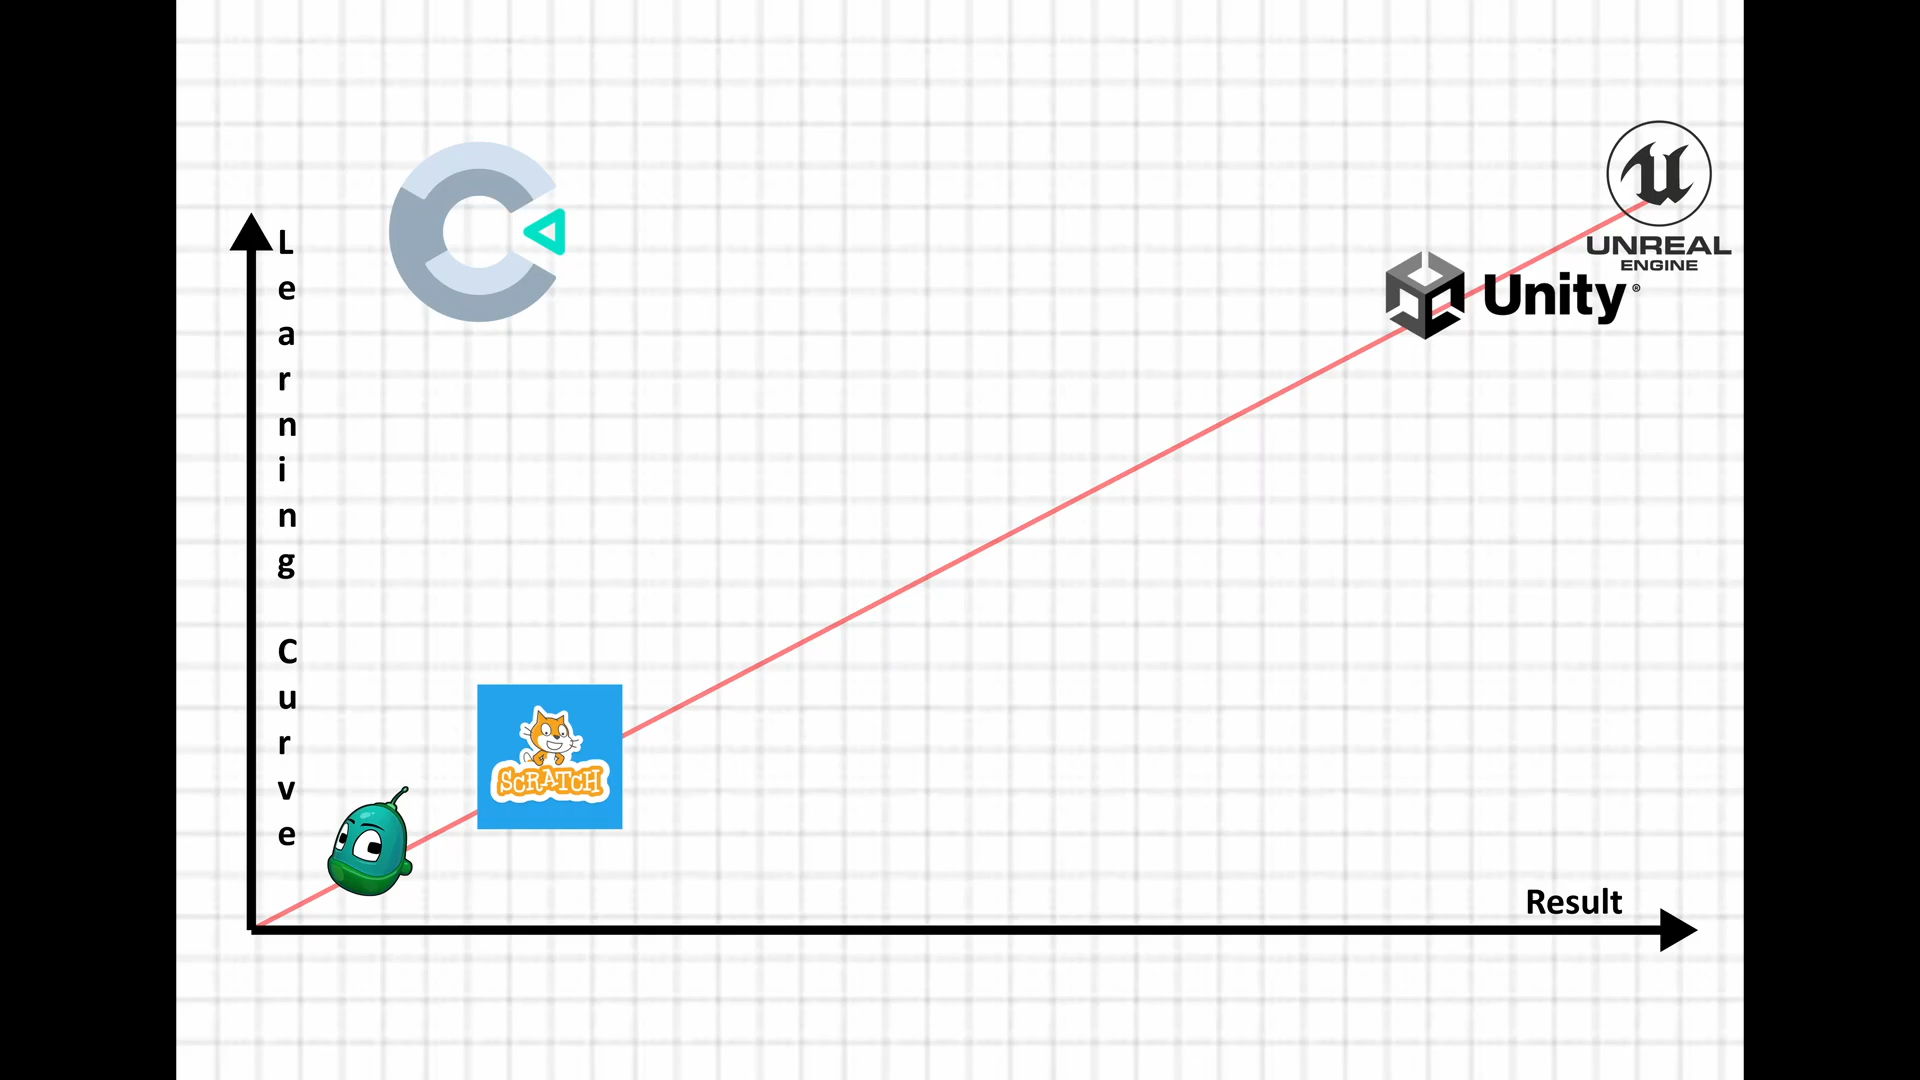 Learning Curve
UNREAL
ENGINE
Unity®
SCRATCH
Result